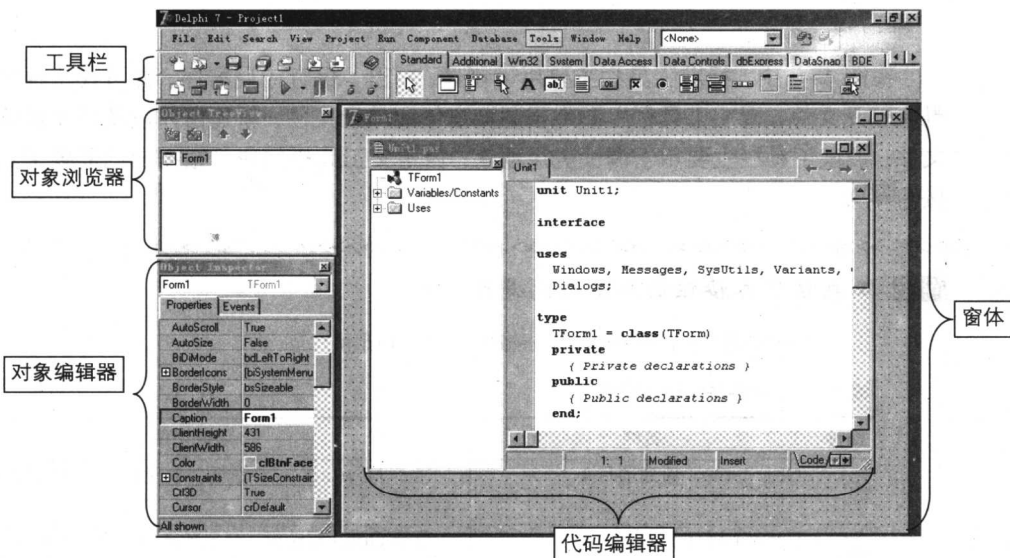 Delphi 7 - Project1
File Edit Search View Project Run Component Database Tools Window Help <None>
工具栏
Standard Additional Win32 System Data Access Data Controls dbExpress DataSnap BDE
Object TreeView
Form1
对象浏览器
Form1
Unit1.pas
TForm1
Variables/Constants
Uses
Unit1
unit Unit1;
interface
uses
Windows, Messages, SysUtils, Variants,
Dialogs;
type
TForm1 = class(TForm)
private
{ Private declarations }
public
{ Public declarations }
end;
1: 1 Modified Insert Code
窗体
Object Inspector
Form1 TForm1
Properties Events
对象编辑器
AutoScroll True
AutoSize False
BiDiMode bdLeftToRight
BorderIcons [biSystemMenu
BorderStyle bsSizeable
BorderWidth 0
Caption Form1
ClientHeight 431
ClientWidth 586
Color clBtnFace
Constraints (TSizeConstrain
Ctl3D True
Cursor crDefault
All shown
代码编辑器